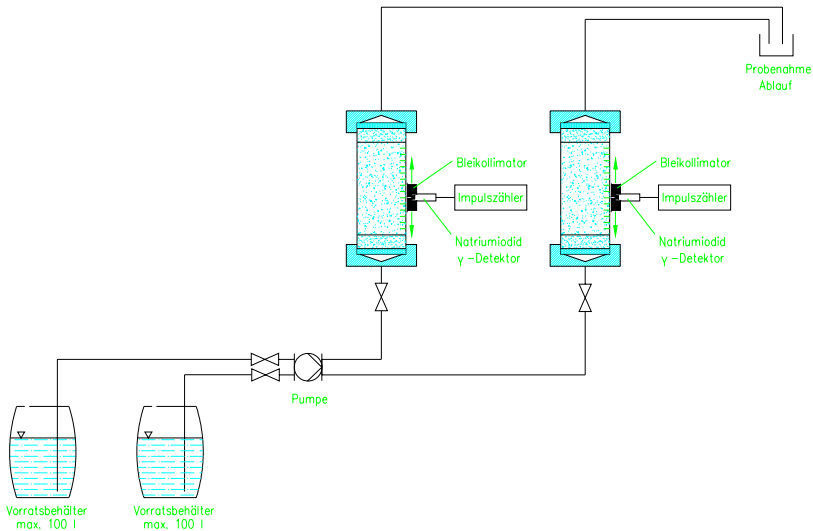 Probenahme
Ablauf
Bleikollimator
Impulszähler
Natriumiodid
γ -Detektor
Bleikollimator
Impulszähler
Natriumiodid
γ -Detektor
Pumpe
Vorratsbehälter
max. 100 l
Vorratsbehälter
max. 100 l